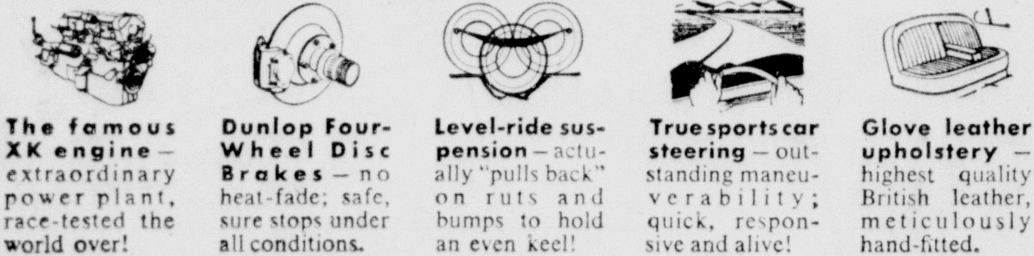 The famous
XK engine —
extraordinary
power plant,
race-tested the
world over!
Dunlop Four-
Wheel Disc
Brakes — no
heat-fade; safe,
sure stops under
all conditions.
Level-ride sus-
pension — actu-
ally "pulls back"
on ruts and
bumps to hold
an even keel!
True sports car
steering — out-
standing maneu-
verability;
quick, respon-
sive and alive!
Glove leather
upholstery —
highest quality
British leather,
meticulously
hand-fitted.